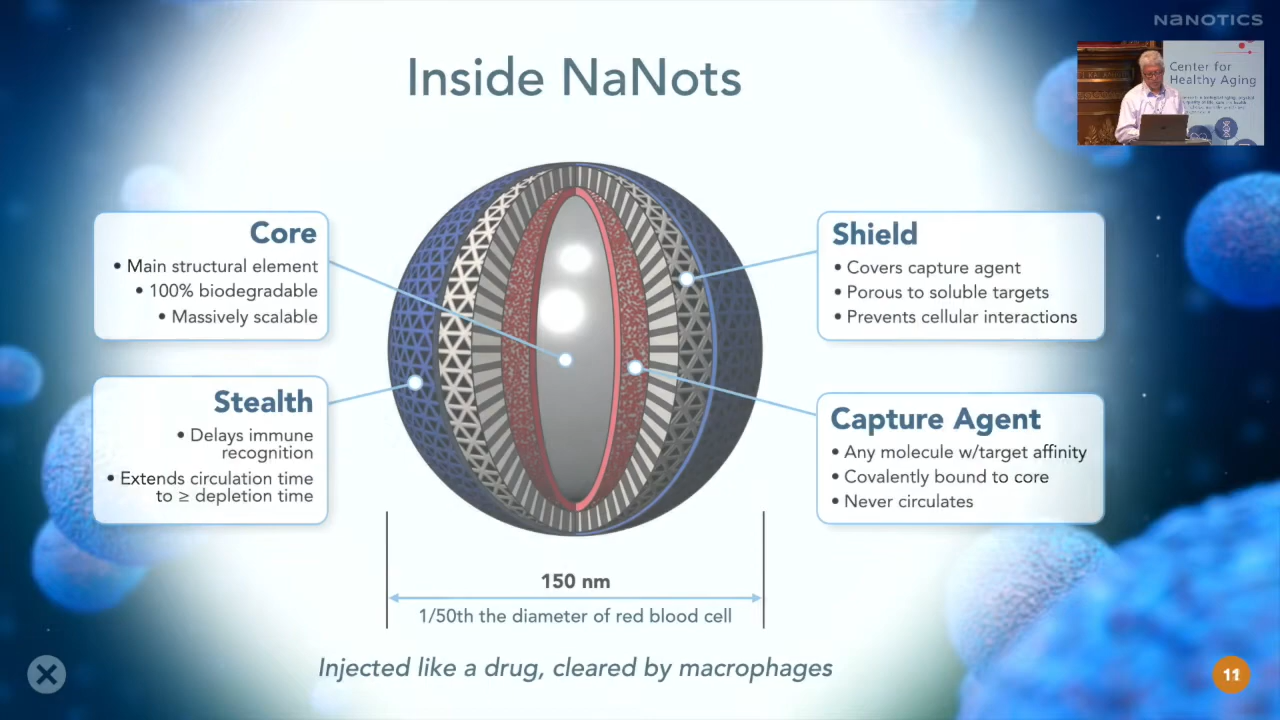 NANOTICS
Center for
Healthy Aging
Inside NaNots
Core
• Main structural element
• 100% biodegradable
• Massively scalable
Stealth
• Delays immune
recognition
• Extends circulation time
to ≥ depletion time
Shield
• Covers capture agent
• Porous to soluble targets
• Prevents cellular interactions
Capture Agent
• Any molecule w/target affinity
• Covalently bound to core
• Never circulates
150 nm
1/50th the diameter of red blood cell
Injected like a drug, cleared by macrophages
11